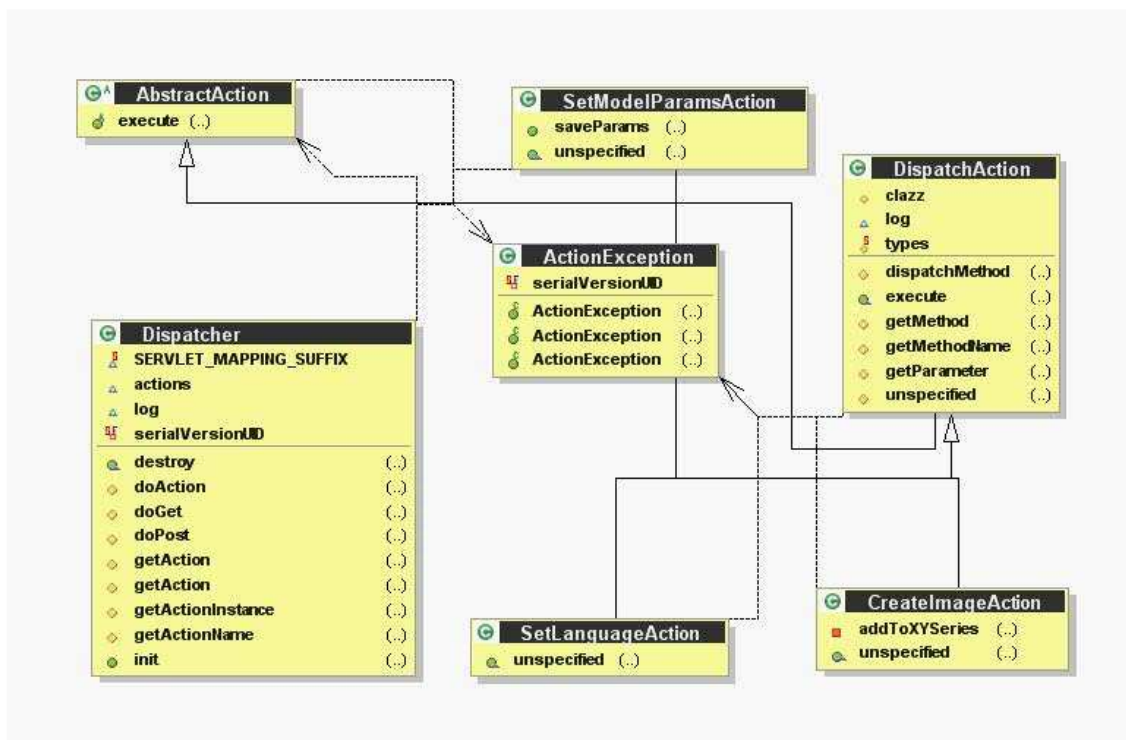 AbstractAction
execute (..)
SetModelParamsAction
saveParams (..)
unspecified (..)
DispatchAction
clazz
log
types
dispatchMethod (..)
execute (..)
getMethod (..)
getMethodName (..)
getParameter (..)
unspecified (..)
ActionException
serialVersionUID
ActionException (..)
ActionException (..)
ActionException (..)
Dispatcher
SERVLET_MAPPING_SUFFIX
actions
log
serialVersionUID
destroy (..)
doAction (..)
doGet (..)
doPost (..)
getAction (..)
getAction (..)
getActionInstance (..)
getActionName (..)
init (..)
SetLanguageAction
unspecified (..)
CreateImageAction
addToXYSeries (..)
unspecified (..)